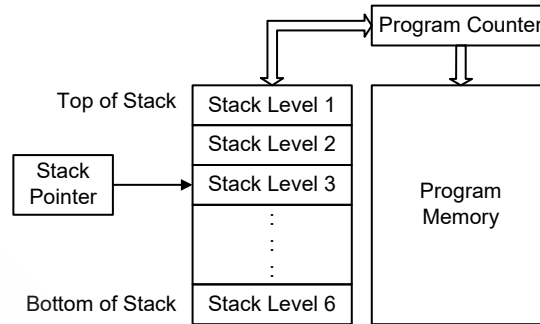 Program Counter
Top of Stack
Stack Level 1
Stack Level 2
Stack
Pointer
Stack Level 3
:
:
:
Program
Memory
Bottom of Stack
Stack Level 6